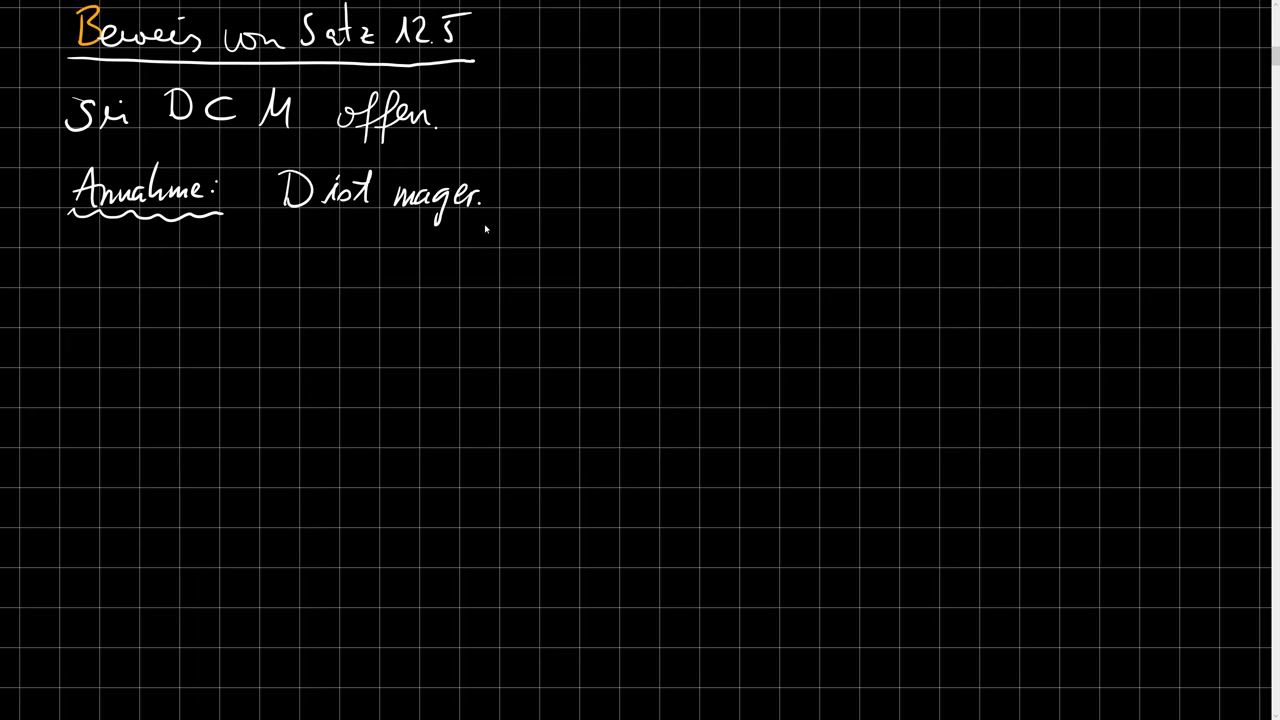 Beweis von Satz 12.5
Sei D ⊂ M offen.
Annahme: D ist mager.